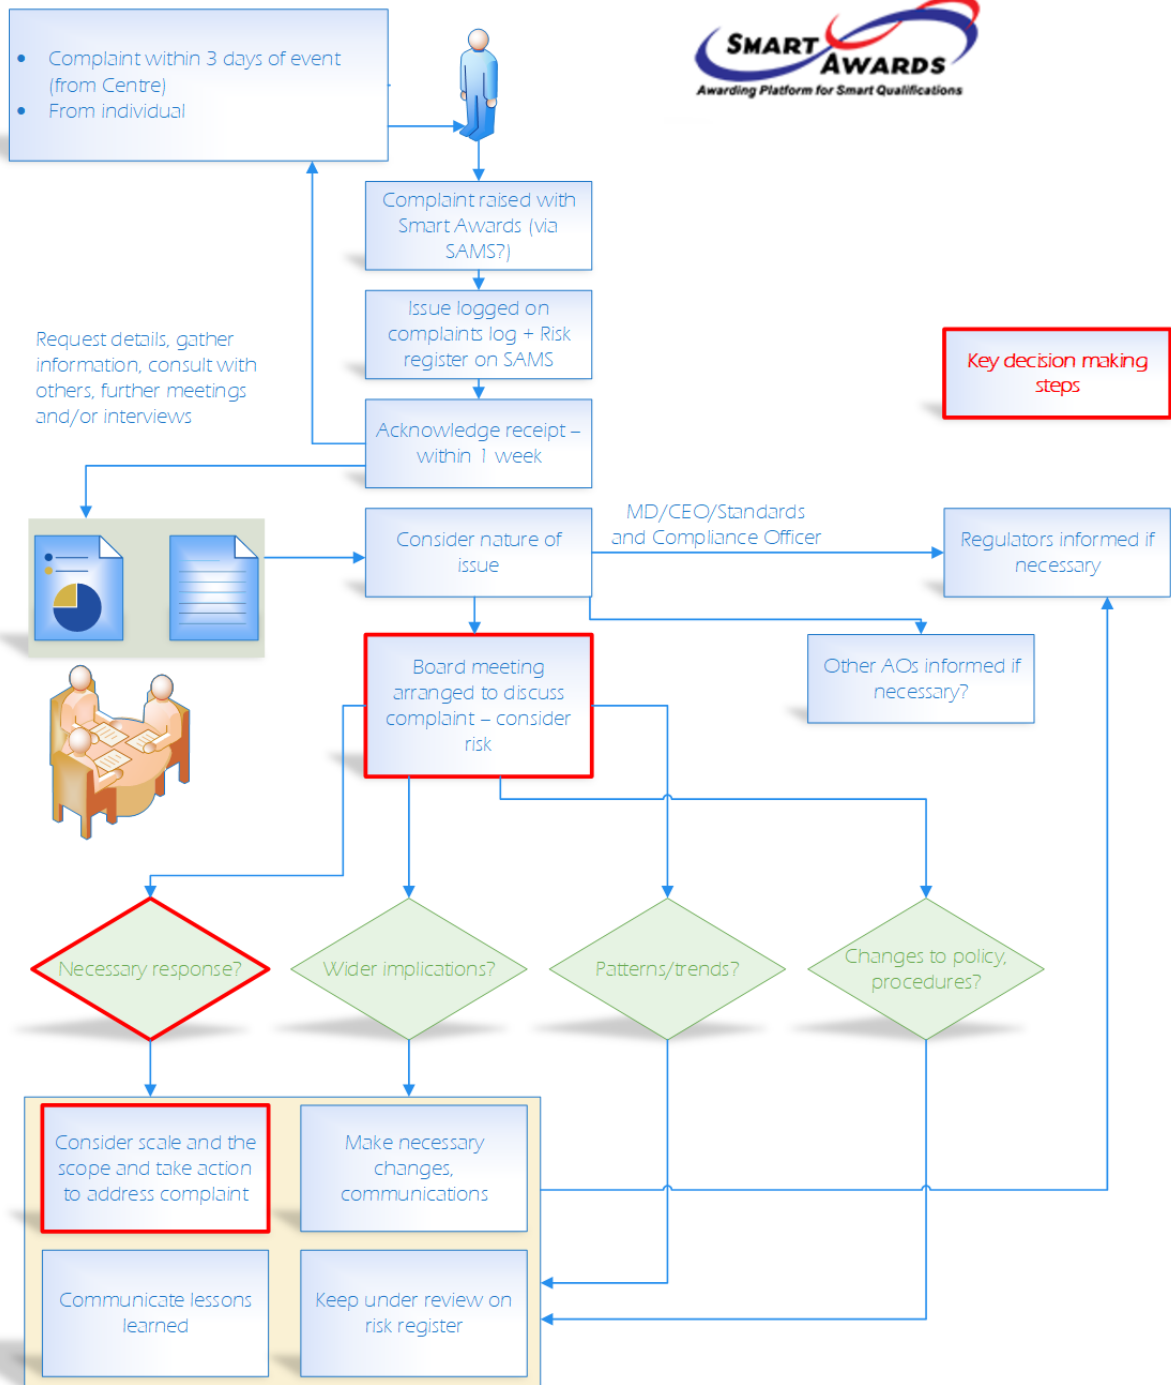 • Complaint within 3 days of event
(from Centre)
• From individual
SMART
AWARDS
Awarding Platform for Smart Qualifications
Complaint raised with
Smart Awards (via
SAMS?)
Issue logged on
complaints log + Risk
register on SAMS
Request details, gather
information, consult with
others, further meetings
and/or interviews
Key decision making
steps
Acknowledge receipt –
within 1 week
Consider nature of
issue
MD/CEO/Standards
and Compliance Officer
Regulators informed if
necessary
Board meeting
arranged to discuss
complaint – consider
risk
Other AOs informed if
necessary?
Necessary response?
Wider implications?
Patterns/trends?
Changes to policy,
procedures?
Consider scale and the
scope and take action
to address complaint
Make necessary
changes,
communications
Communicate lessons
learned
Keep under review on
risk register